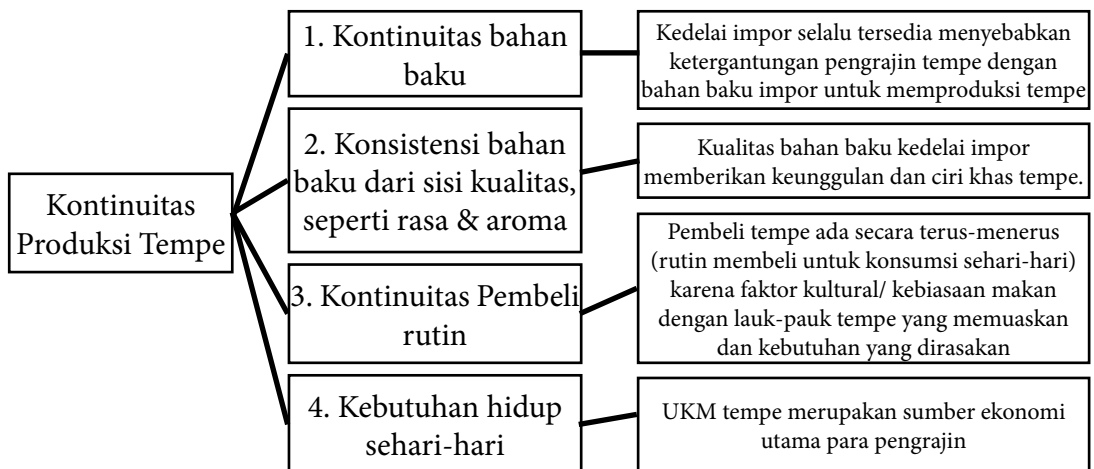 Kontinuitas
Produksi Tempe
1. Kontinuitas bahan
baku
Kedelai impor selalu tersedia menyebabkan
ketergantungan pengrajin tempe dengan
bahan baku impor untuk memproduksi tempe
2. Konsistensi bahan
baku dari sisi kualitas,
seperti rasa & aroma
Kualitas bahan baku kedelai impor
memberikan keunggulan dan ciri khas tempe.
3. Kontinuitas Pembeli
rutin
Pembeli tempe ada secara terus-menerus
(rutin membeli untuk konsumsi sehari-hari)
karena faktor kultural/ kebiasaan makan
dengan lauk-pauk tempe yang memuaskan
dan kebutuhan yang dirasakan
4. Kebutuhan hidup
sehari-hari
UKM tempe merupakan sumber ekonomi
utama para pengrajin